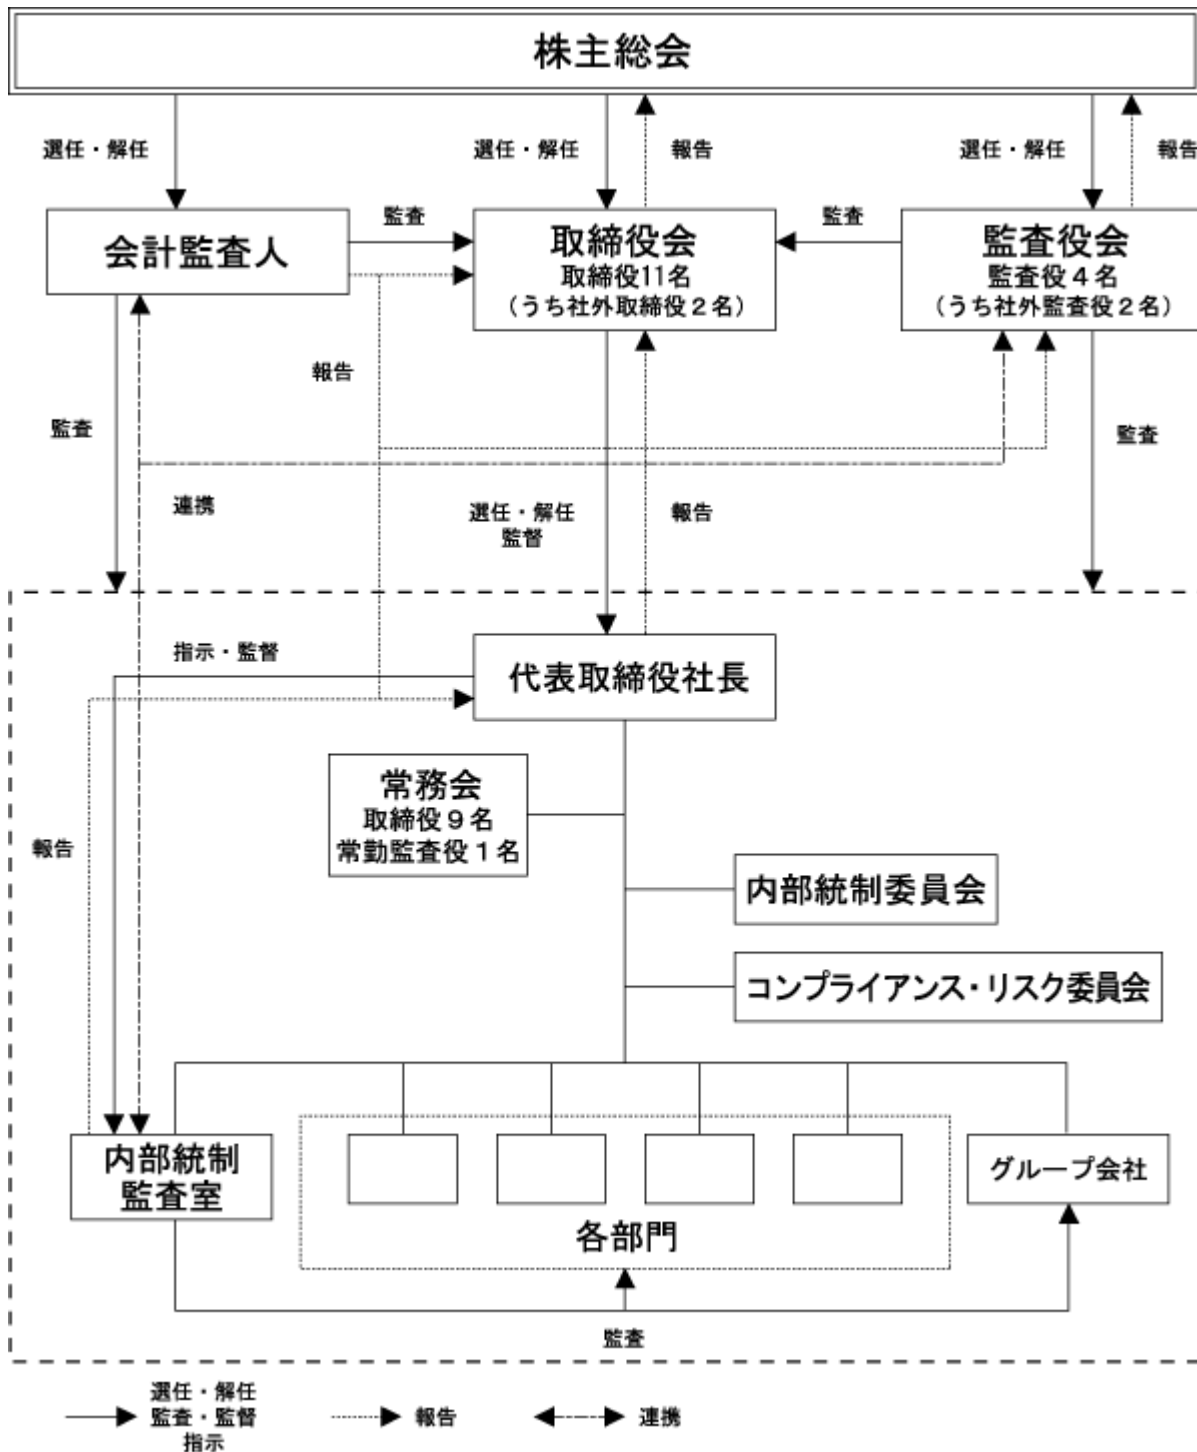 株主総会
選任・解任
選任・解任
報告
選任・解任
報告
会計監査人
監査
取締役会
取締役11名
（うち社外取締役２名）
監査
監査役会
監査役４名
（うち社外監査役２名）
報告
監査
監査
連携
選任・解任
監督
報告
指示・監督
代表取締役社長
常務会
取締役９名
常勤監査役１名
報告
内部統制委員会
コンプライアンス・リスク委員会
内部統制
監査室
グループ会社
各部門
監査
選任・解任
監査・監督
指示
報告
連携